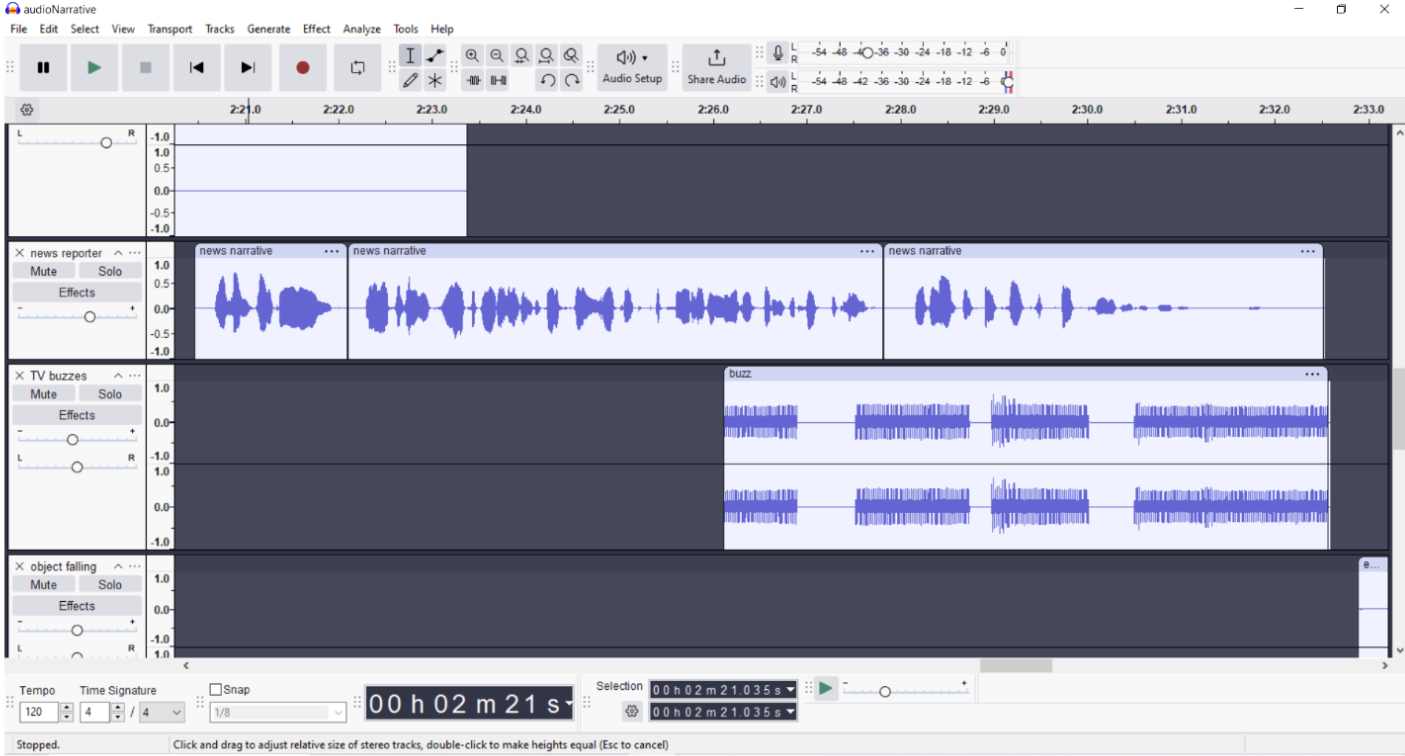 audioNarrative
File Edit Select View Transport Tracks Generate Effect Analyze Tools Help
Audio Setup
Share Audio
L R -54 -48 -40 -36 -30 -24 -18 -12 -6 0
L R -54 -48 -42 -36 -30 -24 -18 -12 -6 0
2:21.0 2:22.0 2:23.0 2:24.0 2:25.0 2:26.0 2:27.0 2:28.0 2:29.0 2:30.0 2:31.0 2:32.0 2:33.0
L R -1.0
1.0
0.5
0.0
-0.5
-1.0
news reporter
news narrative ... news narrative ... news narrative ...
Mute Solo
Effects
- +
1.0
0.5
0.0
-0.5
-1.0
TV buzzes
buzz ...
Mute Solo
Effects
- +
L R
1.0
0.0
-1.0
1.0
0.0
-1.0
object falling
e...
Mute Solo
Effects
- +
L R
1.0
0.0
-1.0
1.0
Tempo Time Signature
120 4 / 4
Snap
1/8
00 h 02 m 21 s
Selection
00 h 02 m 21.035 s
00 h 02 m 21.035 s
- +
Stopped.
Click and drag to adjust relative size of stereo tracks, double-click to make heights equal (Esc to cancel)